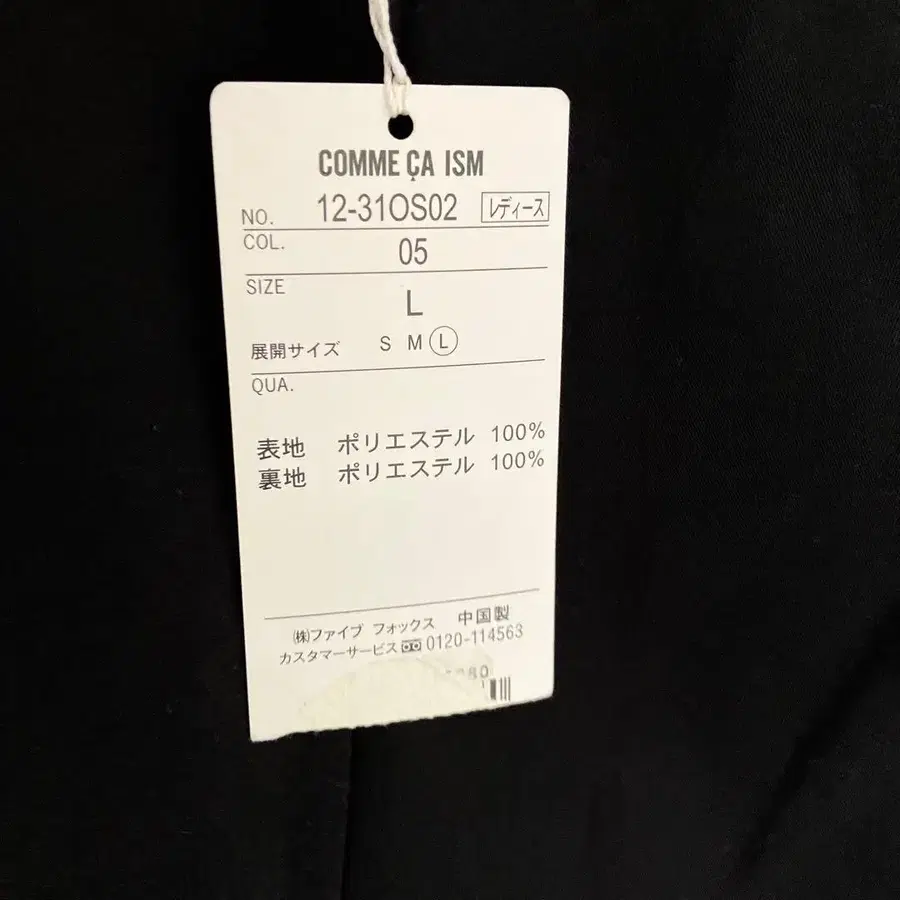 COMME ÇA ISM
NO. 12-31OS02 レディース
COL. 05
SIZE L
展開サイズ S M L
QUA.
表地 ポリエステル 100%
裏地 ポリエステル 100%
(株)ファイブ フォックス 中国製
カスタマーサービス 0120-114563